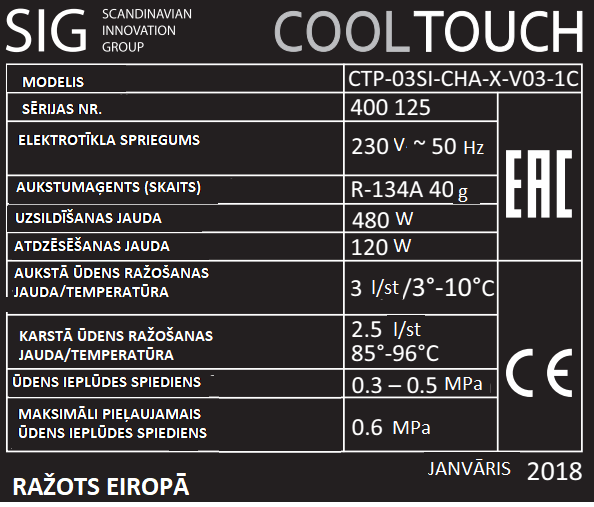 SIG SCANDINAVIAN
INNOVATION
GROUP
COOLTOUCH
MODELIS CTP-03SI-CHA-X-V03-1C
SĒRIJAS NR. 400 125
ELEKTROTĪKLA SPRIEGUMS 230 V ~ 50 Hz
AUKSTUMAĢENTS (SKAITS) R-134A 40 g
UZSILDĪŠANAS JAUDA 480 W
ATDZĒSĒŠANAS JAUDA 120 W
AUKSTĀ ŪDENS RAŽOŠANAS
JAUDA/TEMPERATŪRA 3 l/st /3°-10°C
KARSTĀ ŪDENS RAŽOŠANAS
JAUDA/TEMPERATŪRA
2.5 l/st
85°-96°C
ŪDENS IEPLŪDES SPIEDIENS 0.3 – 0.5 MPa
MAKSIMĀLI PIEĻAUJAMAIS
ŪDENS IEPLŪDES SPIEDIENS 0.6 MPa
EAC
CE
JANVĀRIS 2018
RAŽOTS EIROPĀ